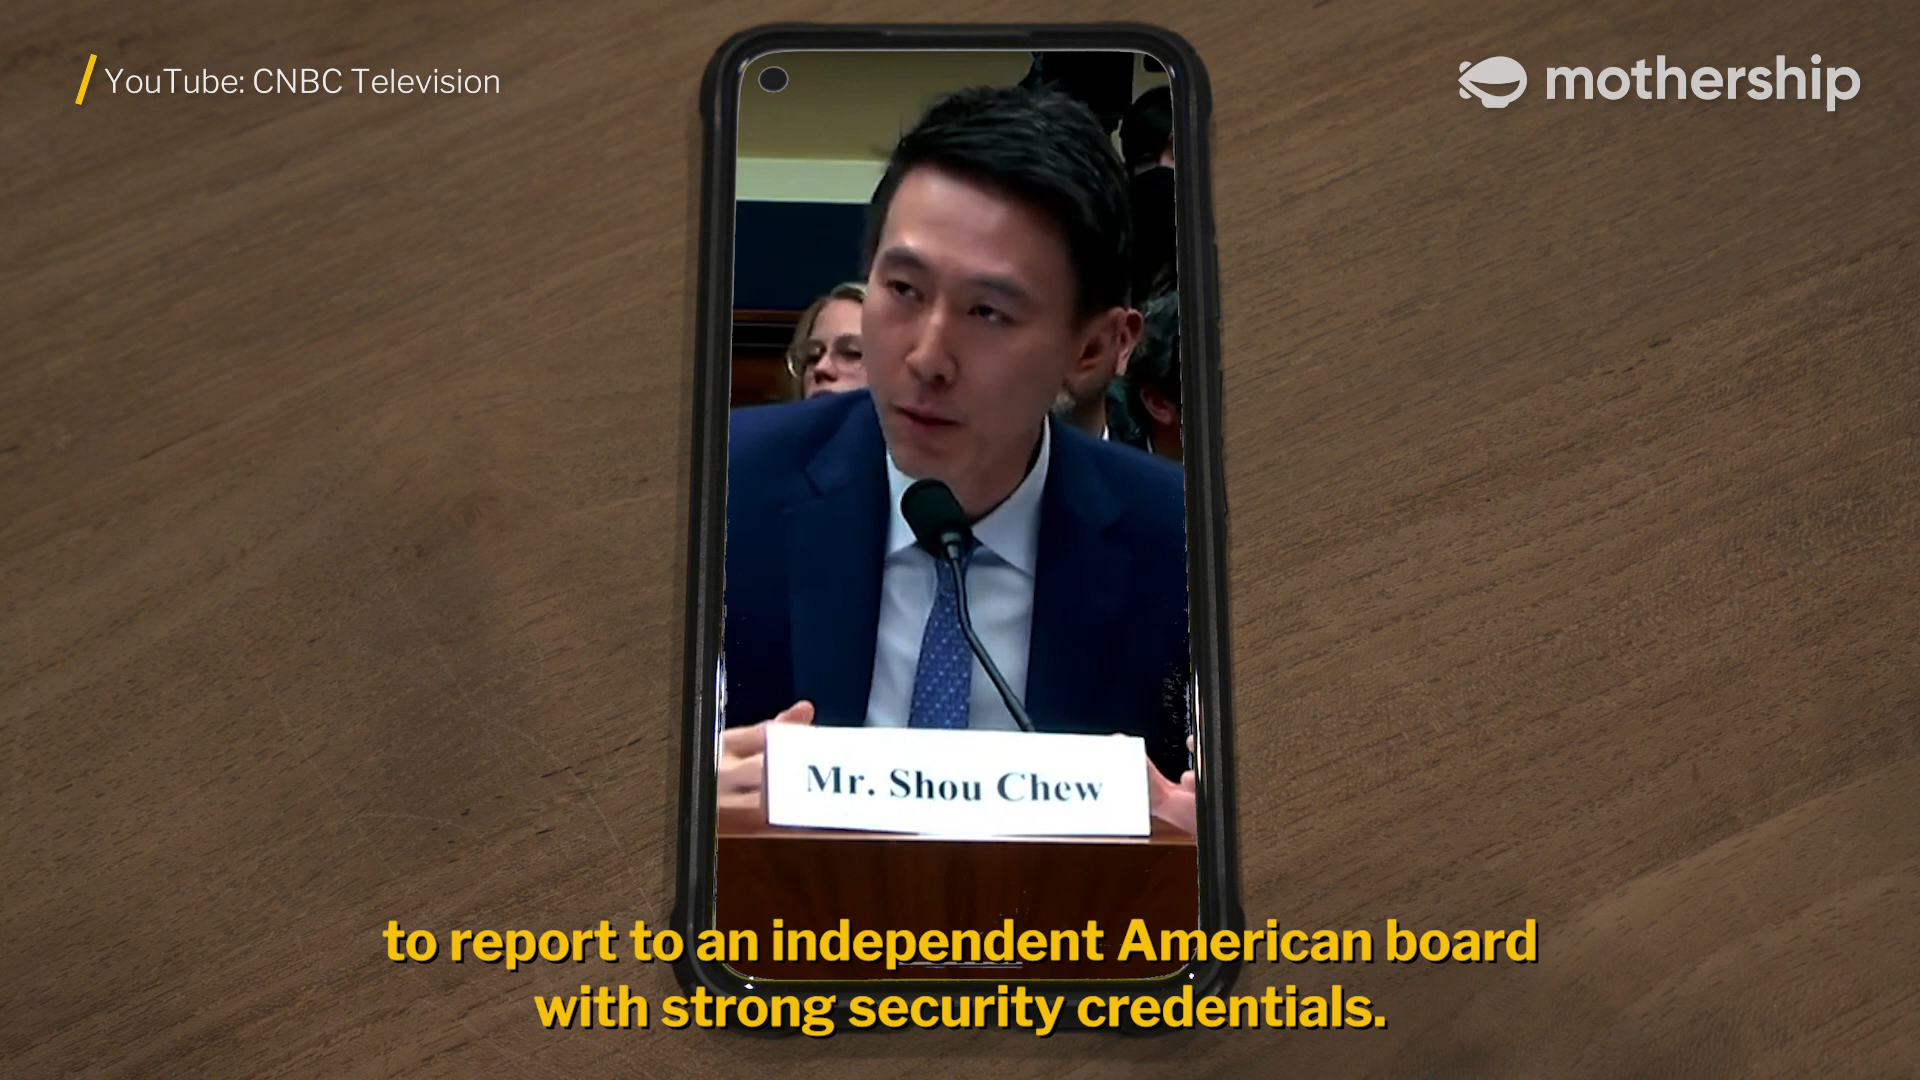 YouTube: CNBC Television
mothership
Mr. Shou Chew
to report to an independent American board
with strong security credentials.